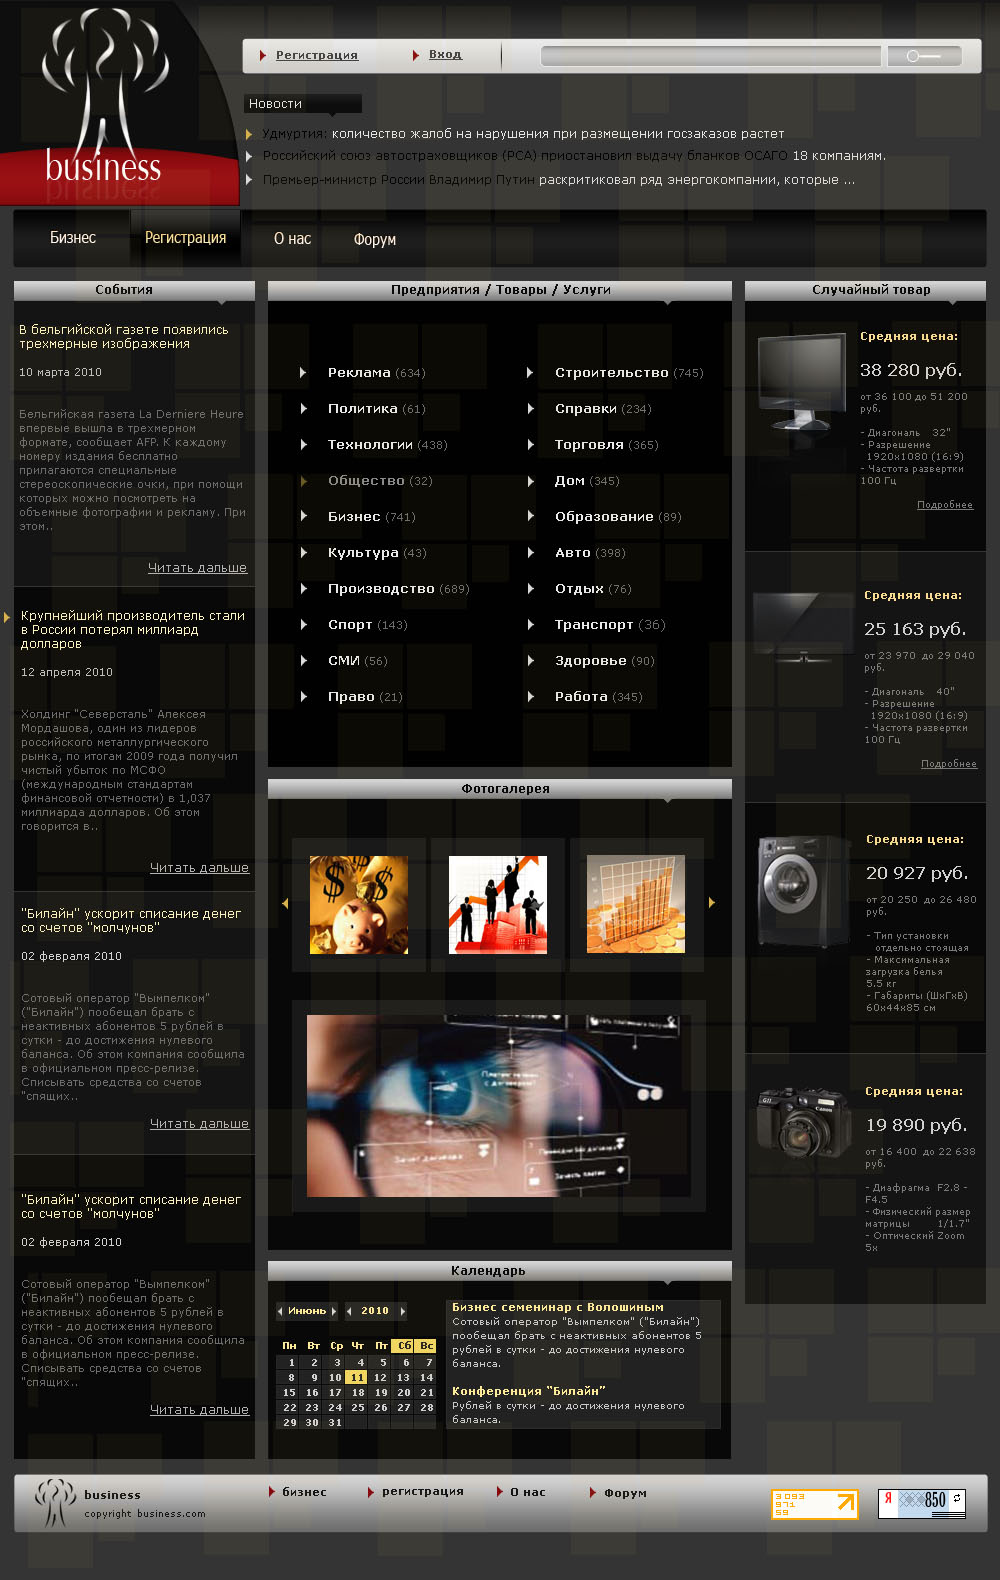 business
Регистрация
Вход
Новости
Удмуртия: количество жалоб на нарушения при размещении госзаказов растет
Российский союз автостраховщиков (РСА) приостановил выдачу бланков ОСАГО 18 компаниям.
Премьер-министр России Владимир Путин раскритиковал ряд энергокомпании, которые ...
Бизнес
Регистрация
О нас
Форум
События
В бельгийской газете появились
трехмерные изображения
10 марта 2010
Бельгийская газета La Derniere Heure
впервые вышла в трехмерном
формате, сообщает AFP. К каждому
номеру издания бесплатно
прилагаются специальные
стереоскопические очки, при помощи
которых можно посмотреть на
объемные фотографии и рекламу. При
этом..
Читать дальше
Крупнейший производитель стали
в России потерял миллиард
долларов
12 апреля 2010
Холдинг "Северсталь" Алексея
Мордашова, один из лидеров
российского металлургического
рынка, по итогам 2009 года получил
чистый убыток по МСФО
(международным стандартам
финансовой отчетности) в 1,037
миллиарда долларов. Об этом
говорится в..
Читать дальше
"Билайн" ускорит списание денег
со счетов "молчунов"
02 февраля 2010
Сотовый оператор "Вымпелком"
("Билайн") пообещал брать с
неактивных абонентов 5 рублей в
сутки - до достижения нулевого
баланса. Об этом компания сообщила
в официальном пресс-релизе.
Списывать средства со счетов
"спящих..
Читать дальше
"Билайн" ускорит списание денег
со счетов "молчунов"
02 февраля 2010
Сотовый оператор "Вымпелком"
("Билайн") пообещал брать с
неактивных абонентов 5 рублей в
сутки - до достижения нулевого
баланса. Об этом компания сообщила
в официальном пресс-релизе.
Списывать средства со счетов
"спящих..
Читать дальше
Предприятия / Товары / Услуги
Реклама (634)
Политика (61)
Технологии (438)
Общество (32)
Бизнес (741)
Культура (43)
Производство (689)
Спорт (143)
СМИ (56)
Право (21)
Строительство (745)
Справки (234)
Торговля (365)
Дом (345)
Образование (89)
Авто (398)
Отдых (76)
Транспорт (36)
Здоровье (90)
Работа (345)
Фотогалерея
Календарь
Июнюнь 2010
Пн Вт Ср Чт Пт Сб Вс
1 2 3 4 5 6 7
8 9 10 11 12 13 14
15 16 17 18 19 20 21
22 23 24 25 26 27 28
29 30 31
Бизнес семенинар с Волошиным
Сотовый оператор "Вымпелком" ("Билайн")
пообещал брать с неактивных абонентов 5
рублей в сутки - до достижения нулевого
баланса.
Конференция "Билайн"
Рублей в сутки - до достижения нулевого
баланса.
Случайный товар
Средняя цена:
38 280 руб.
от 36 100 до 51 200
руб.
- Диагональ 32"
- Разрешение
1920x1080 (16:9)
- Частота развертки
100 Гц
Подробнее
Средняя цена:
25 163 руб.
от 23 970 до 29 040
руб.
- Диагональ 40"
- Разрешение
1920x1080 (16:9)
- Частота развертки
100 Гц
Подробнее
Средняя цена:
20 927 руб.
от 20 250 до 26 480
руб.
- Тип установки
отдельно стоящая
- Максимальная
загрузка белья
5.5 кг
- Габариты (ШxГxВ)
60x44x85 см
Средняя цена:
19 890 руб.
от 16 400 до 22 638
руб.
- Диафрагма F2.8 -
F4.5
- Физический размер
матрицы 1/1.7"
- Оптический Zoom
5x
business
copyright business.com
бизнес
регистрация
О нас
Форум
3 093
971
59
Я 850